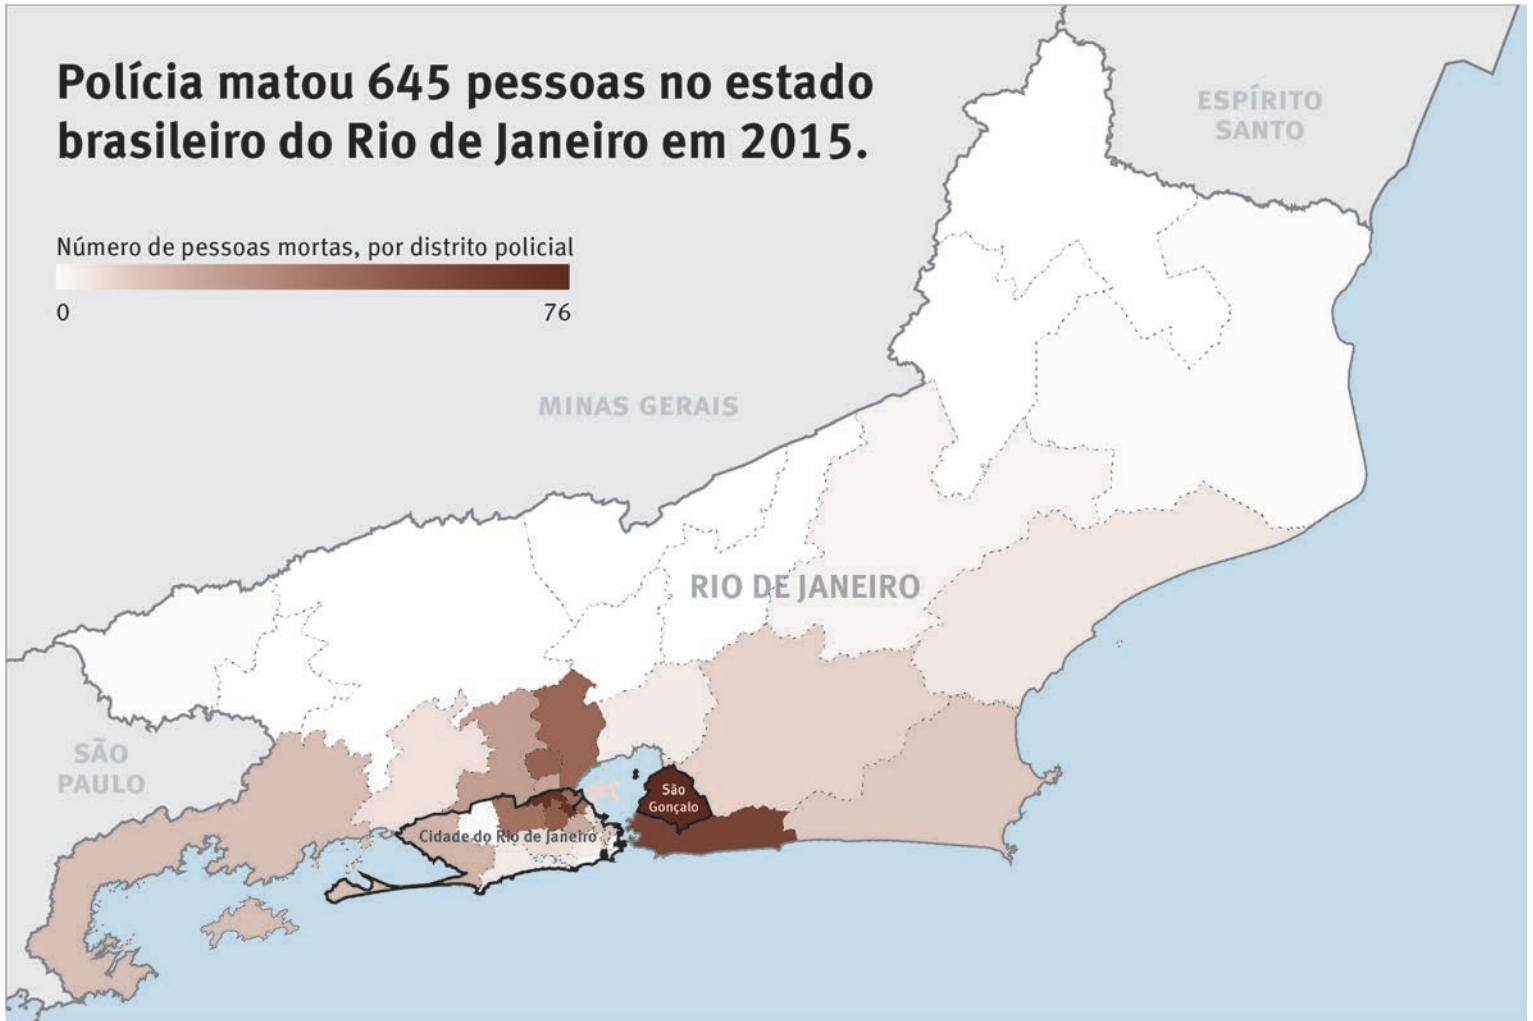 Polícia matou 645 pessoas no estado
brasileiro do Rio de Janeiro em 2015.
ESPÍRITO
SANTO
Número de pessoas mortas, por distrito policial
0 76
MINAS GERAIS
RIO DE JANEIRO
SÃO
PAULO
São
Gonçalo
Cidade do Rio de Janeiro